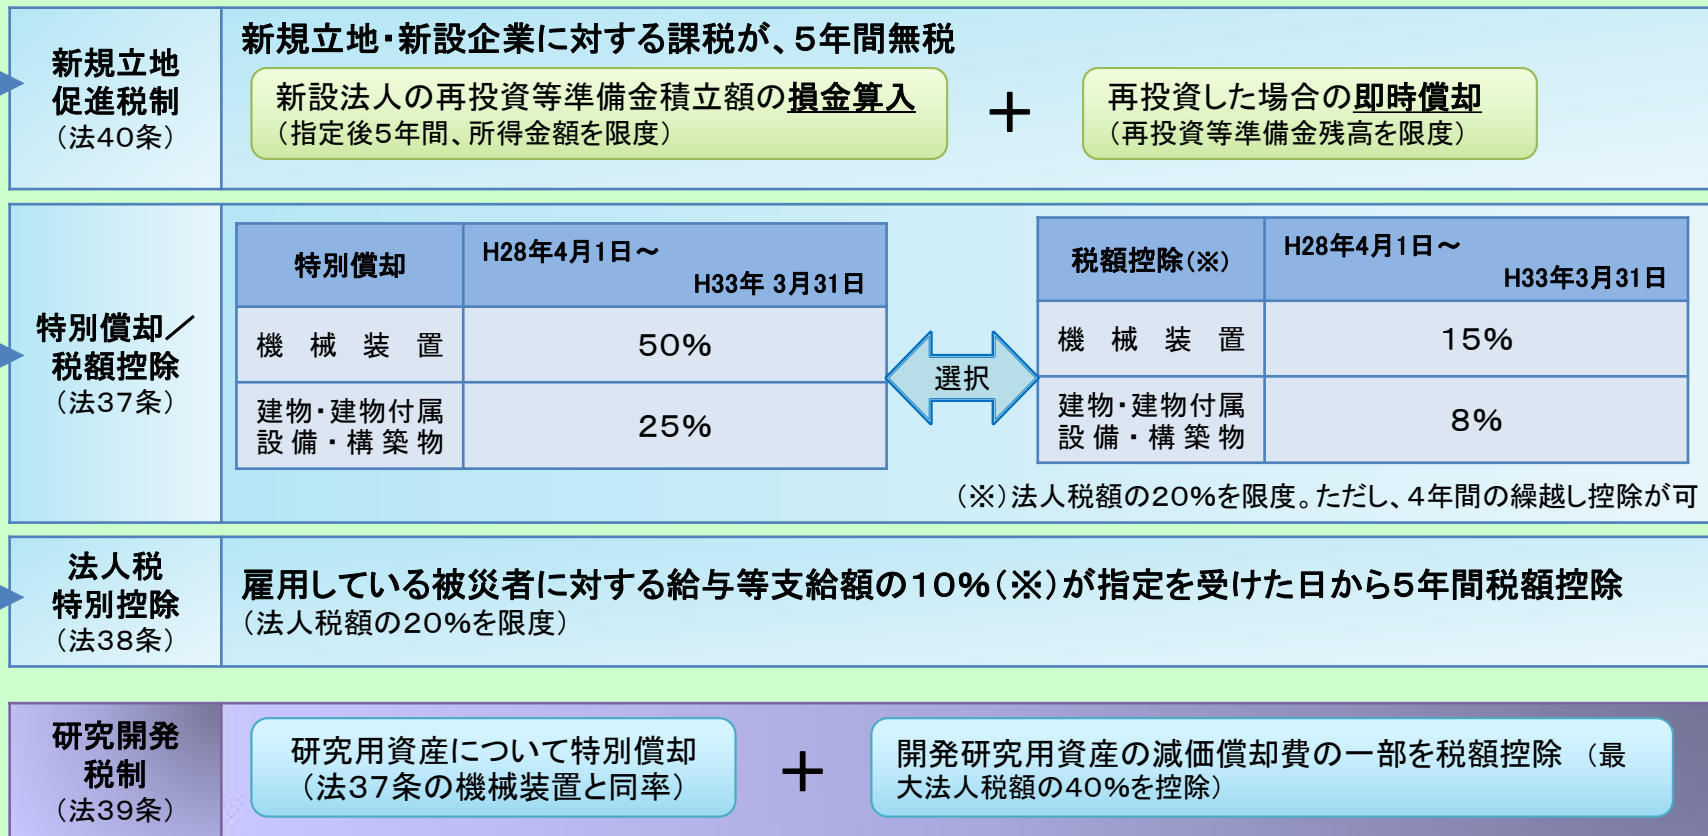 新規立地
促進税制
（法40条）
新規立地・新設企業に対する課税が、5年間無税
新設法人の再投資等準備金積立額の損金算入
（指定後5年間、所得金額を限度）
＋
再投資した場合の即時償却
（再投資等準備金残高を限度）
特別償却／
税額控除
（法37条）
特別償却
H28年4月1日～
H33年 3月31日
機 械 装 置
50%
建物・建物付属
設 備 ・ 構 築 物
25%
選択
税額控除（※）
H28年4月1日～
H33年3月31日
機 械 装 置
15%
建物・建物付属
設 備 ・ 構 築 物
8%
（※）法人税額の20%を限度。ただし、4年間の繰越し控除が可
法人税
特別控除
（法38条）
雇用している被災者に対する給与等支給額の10%（※）が指定を受けた日から5年間税額控除
（法人税額の20%を限度）
研究開発
税制
（法39条）
研究用資産について特別償却
（法37条の機械装置と同率）
＋
開発研究用資産の減価償却費の一部を税額控除 （最
大法人税額の40%を控除）